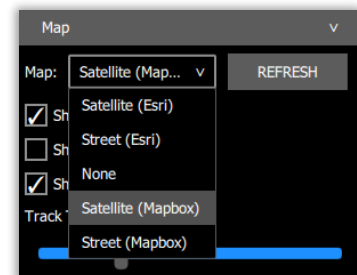 Map
Map: Satellite (Map... REFRESH
Satellite (Esri)
Sh
Street (Esri)
Sh
None
Sh
Satellite (Mapbox)
Track
Street (Mapbox)